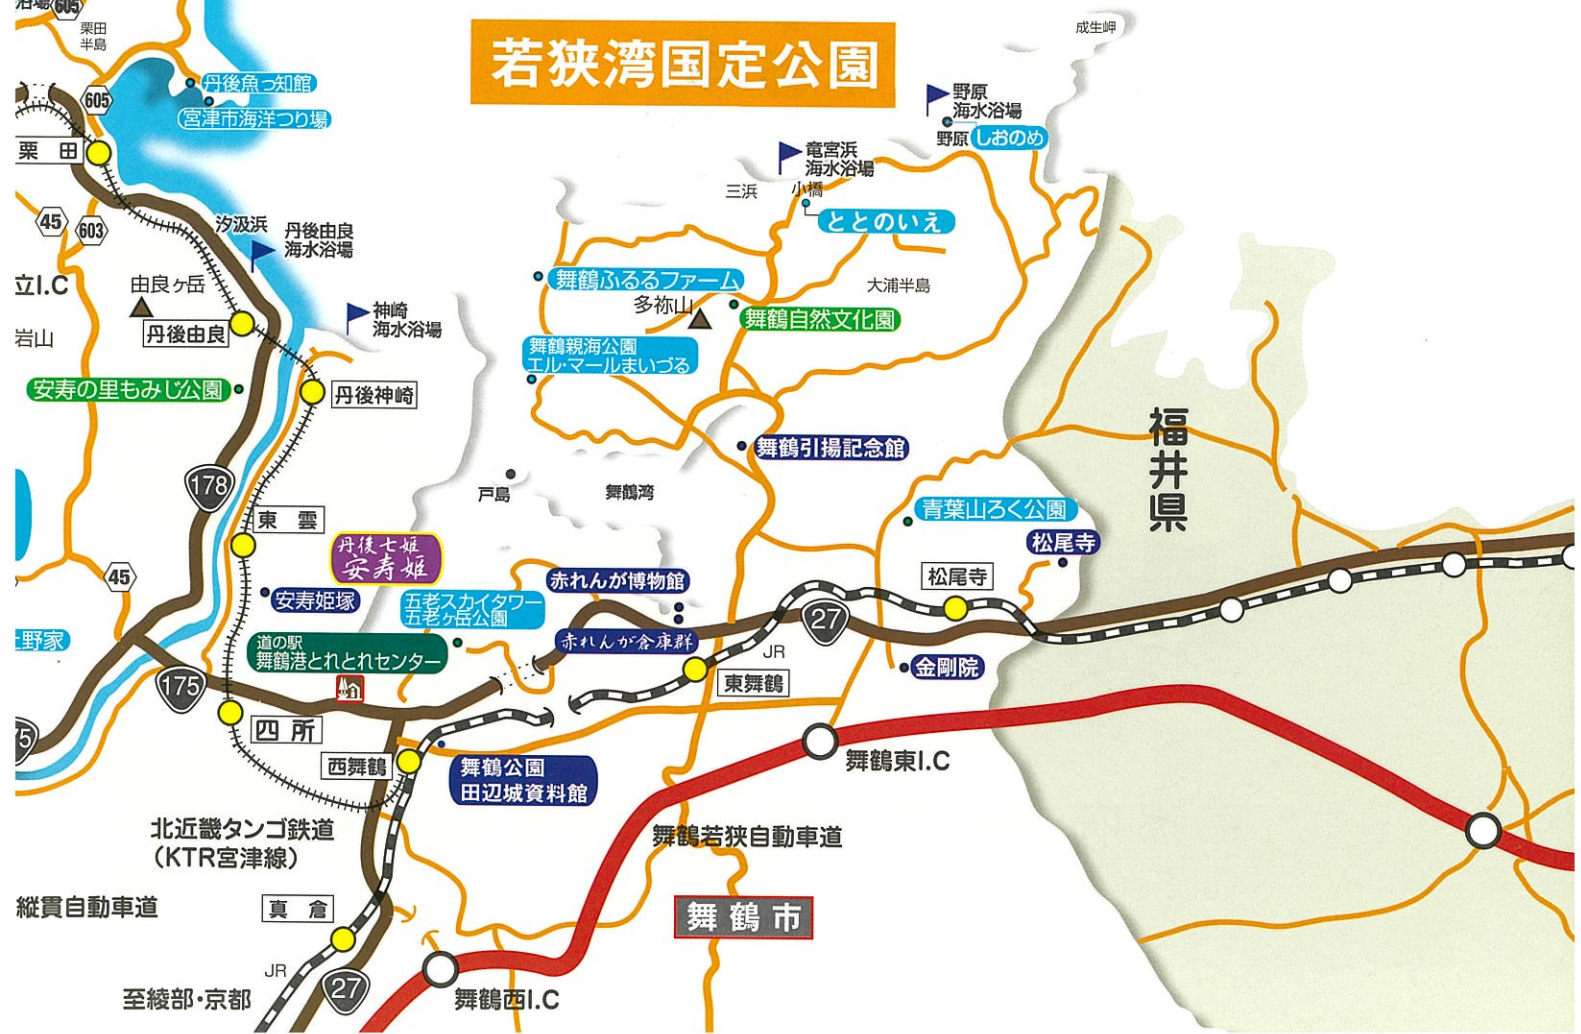 浴場
605
栗田
半島
若狭湾国定公園
成生岬
丹後魚っ知館
宮津市海洋つり場
605
野原
海水浴場
野原
しおのめ
栗田
竜宮浜
海水浴場
三浜
小橋
ととのいえ
45
603
汐汲浜
丹後由良
海水浴場
立I.C
由良ヶ岳
舞鶴ふるるファーム
大浦半島
多祢山
舞鶴自然文化園
神崎
海水浴場
岩山
丹後由良
舞鶴親海公園
エル・マールまいづる
安寿の里もみじ公園
丹後神崎
福井県
舞鶴引揚記念館
178
戸島
舞鶴湾
青葉山ろく公園
東雲
丹後七姫
安寿姫
松尾寺
45
安寿姫塚
赤れんが博物館
松尾寺
五老スカイタワー
五老ヶ岳公園
27
上野家
道の駅
舞鶴港とれとれセンター
赤れんが倉庫群
JR
金剛院
175
東舞鶴
四所
西舞鶴
舞鶴公園
田辺城資料館
舞鶴東I.C
北近畿タンゴ鉄道
(KTR宮津線)
舞鶴若狭自動車道
縦貫自動車道
真倉
舞鶴市
JR
27
至綾部・京都
舞鶴西I.C